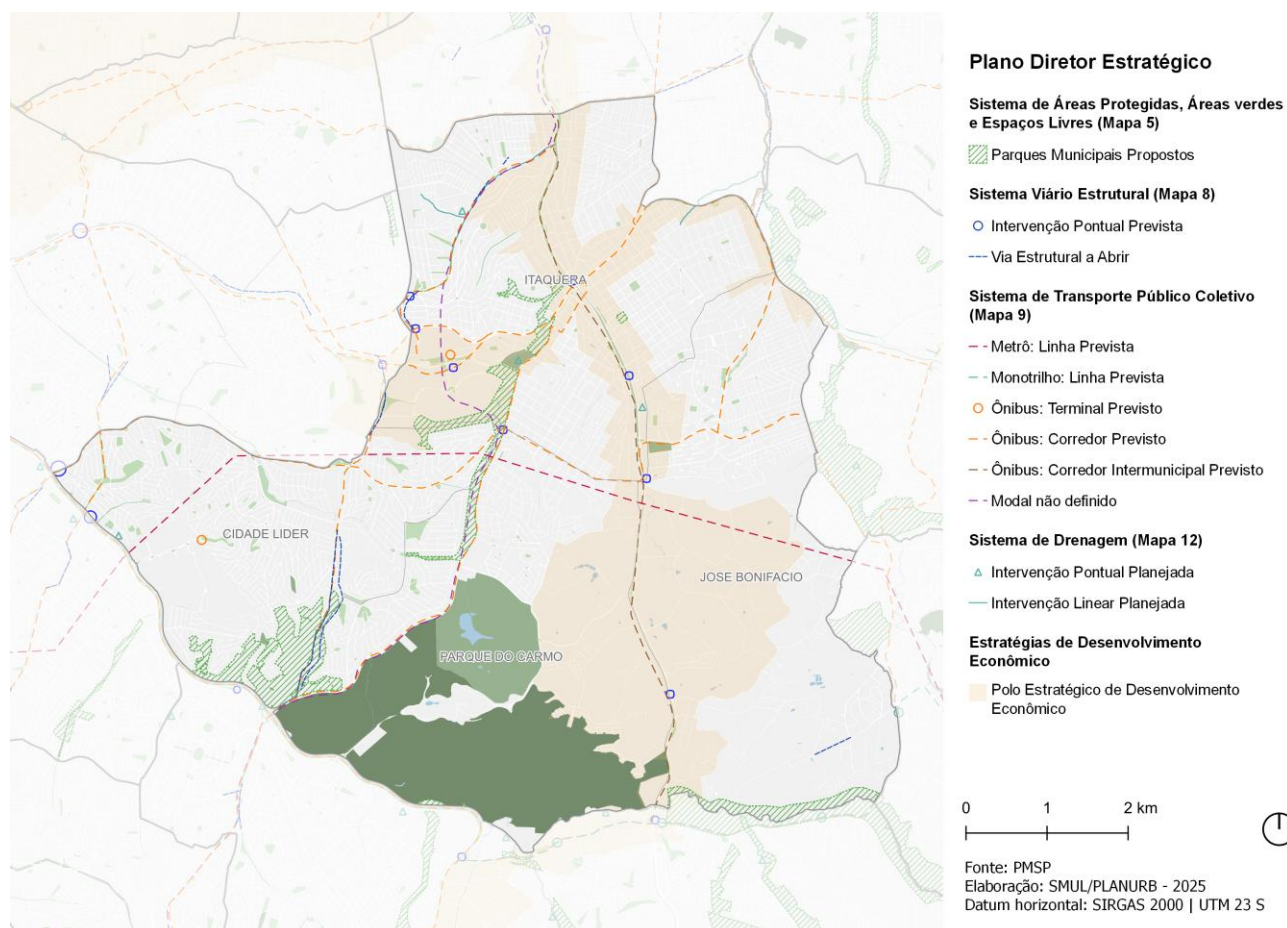 Plano Diretor Estratégico
Sistema de Áreas Protegidas, Áreas verdes
e Espaços Livres (Mapa 5)
Parques Municipais Propostos
Sistema Viário Estrutural (Mapa 8)
Intervenção Pontual Prevista
Via Estrutural a Abrir
Sistema de Transporte Público Coletivo
(Mapa 9)
Metrô: Linha Prevista
Monotrilho: Linha Prevista
Ônibus: Terminal Previsto
Ônibus: Corredor Previsto
Ônibus: Corredor Intermunicipal Previsto
Modal não definido
Sistema de Drenagem (Mapa 12)
Intervenção Pontual Planejada
Intervenção Linear Planejada
Estratégias de Desenvolvimento
Econômico
Polo Estratégico de Desenvolvimento
Econômico
0 1 2 km
Fonte: PMSP
Elaboração: SMUL/PLANURB - 2025
Datum horizontal: SIRGAS 2000 | UTM 23 S
ITAQUERA
CIDADE LIDER
JOSE BONIFACIO
PARQUE DO CARMO